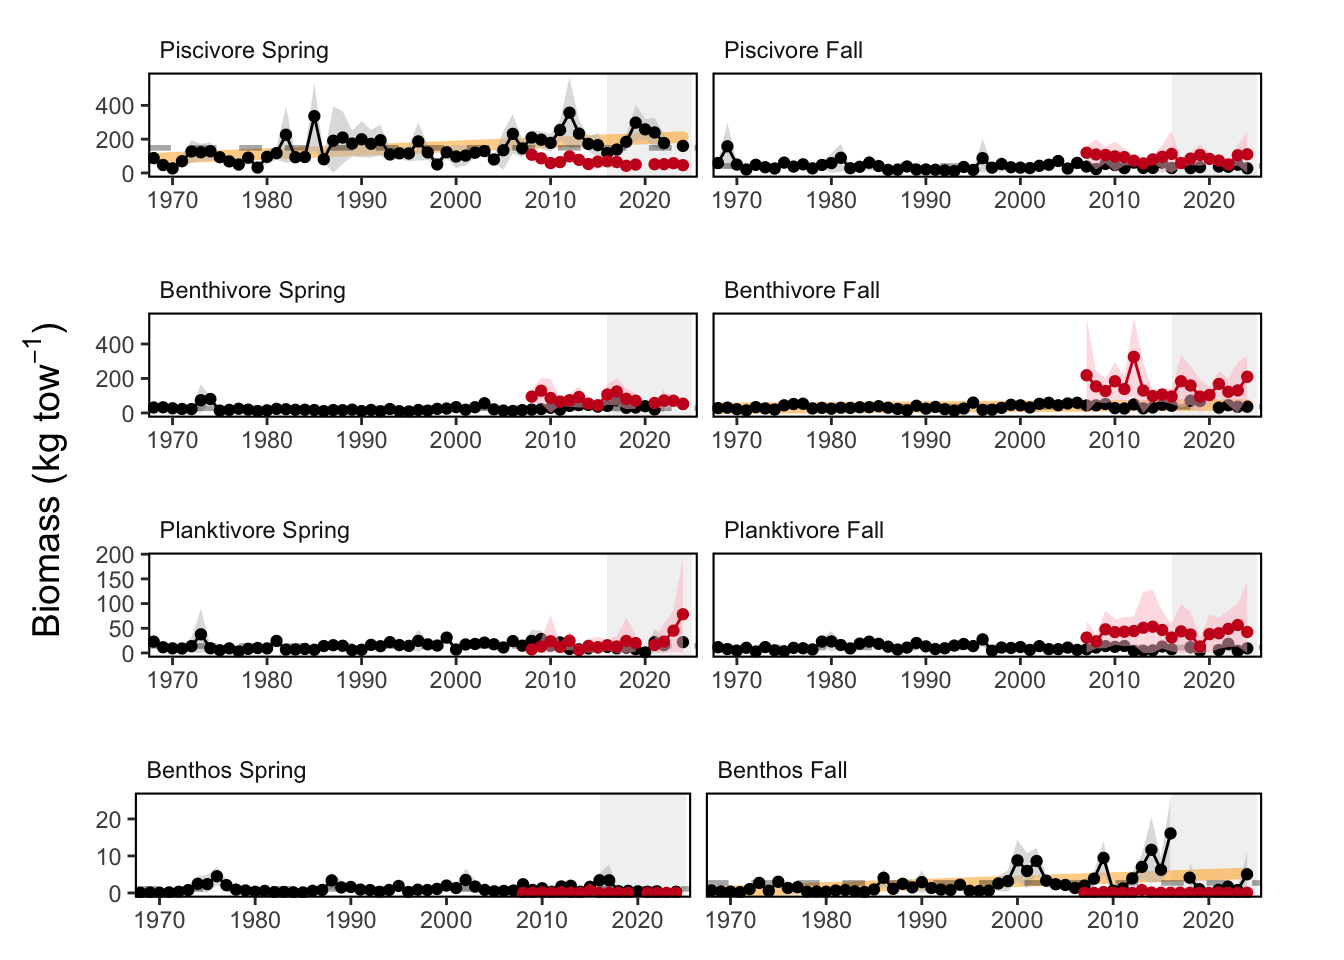 Piscivore Spring
Piscivore Fall
400
200
0
1970 1980 1990 2000 2010 2020
1970 1980 1990 2000 2010 2020
Benthivore Spring
Benthivore Fall
400
200
0
1970 1980 1990 2000 2010 2020
1970 1980 1990 2000 2010 2020
Biomass (kg tow⁻¹)
Planktivore Spring
Planktivore Fall
200
150
100
50
0
1970 1980 1990 2000 2010 2020
1970 1980 1990 2000 2010 2020
Benthos Spring
Benthos Fall
20
10
0
1970 1980 1990 2000 2010 2020
1970 1980 1990 2000 2010 2020